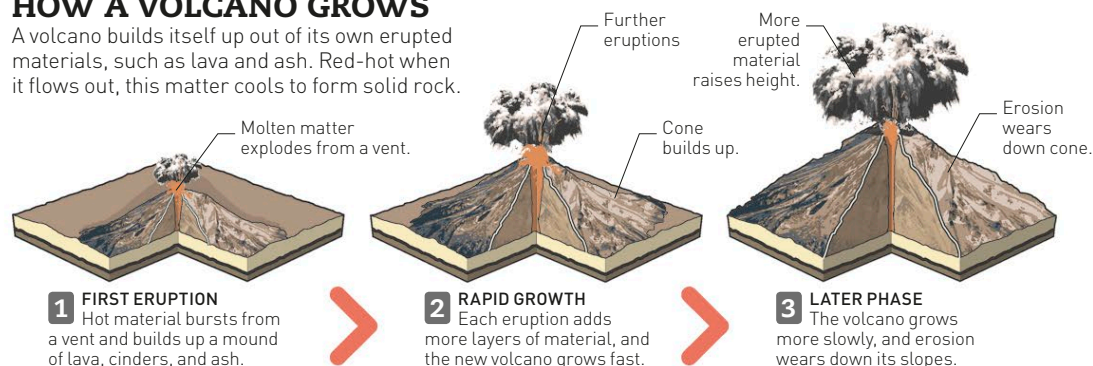 HOW A VOLCANO GROWS
A volcano builds itself up out of its own erupted
materials, such as lava and ash. Red-hot when
it flows out, this matter cools to form solid rock.
Molten matter
explodes from a vent.
Further
eruptions
Cone
builds up.
More
erupted
material
raises height.
Erosion
wears
down cone.
1 FIRST ERUPTION
Hot material bursts from
a vent and builds up a mound
of lava, cinders, and ash.
2 RAPID GROWTH
Each eruption adds
more layers of material, and
the new volcano grows fast.
3 LATER PHASE
The volcano grows
more slowly, and erosion
wears down its slopes.